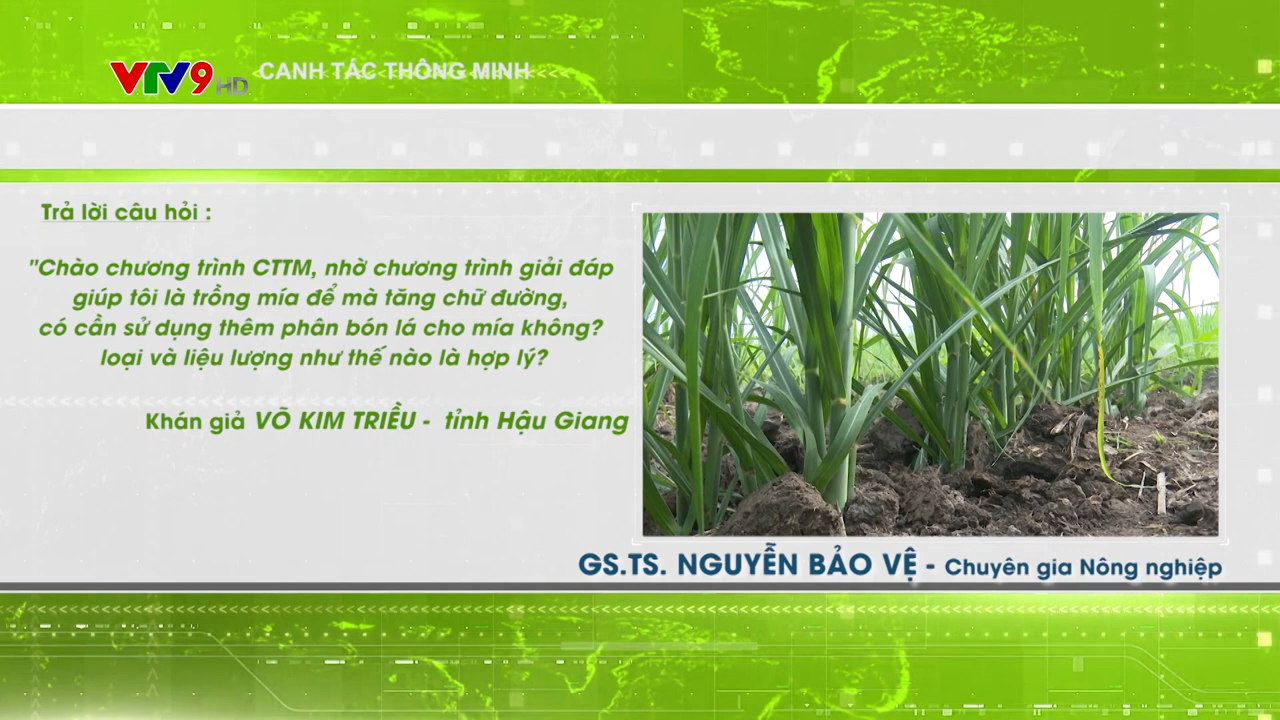 VTV9 HD CANH TÁC THÔNG MINH
Trả lời câu hỏi :
"Chào chương trình CTTM, nhờ chương trình giải đáp
giúp tôi là trồng mía để mà tăng chữ đường,
có cần sử dụng thêm phân bón lá cho mía không?
loại và liệu lượng như thế nào là hợp lý?
Khán giả VÕ KIM TRIỀU - tỉnh Hậu Giang
GS.TS. NGUYỄN BẢO VỆ - Chuyên gia Nông nghiệp